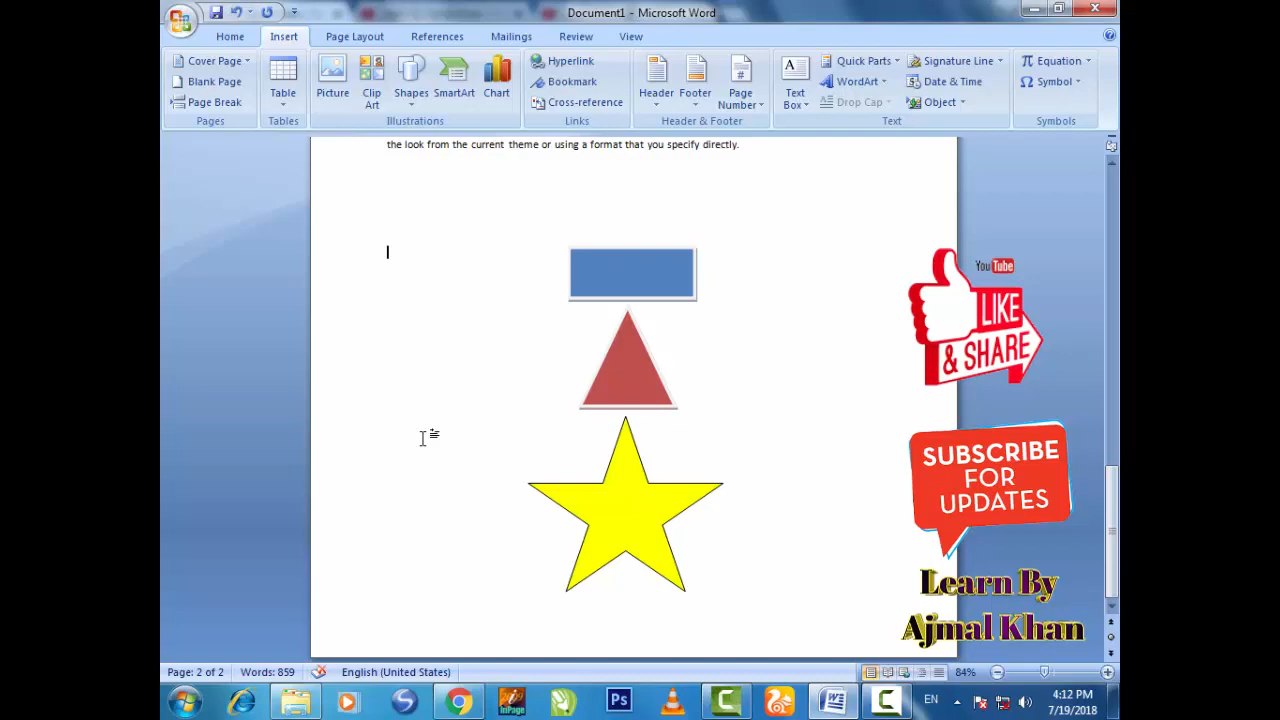 Document1 - Microsoft Word
Home Insert Page Layout References Mailings Review View
Cover Page
Blank Page
Page Break
Pages
Table
Tables
Picture
Clip Art
Shapes
SmartArt
Chart
Illustrations
Hyperlink
Bookmark
Cross-reference
Links
Header
Footer
Page Number
Header & Footer
Text Box
Quick Parts
WordArt
Drop Cap
Signature Line
Date & Time
Object
Text
Equation
Symbol
Symbols
the look from the current theme or using a format that you specify directly.
YouTube
LIKE
& SHARE
SUBSCRIBE
FOR
UPDATES
Learn By
Ajmal Khan
Page: 2 of 2 Words: 859 English (United States) 84%
InPage
Ps
EN
4:12 PM
7/19/2018